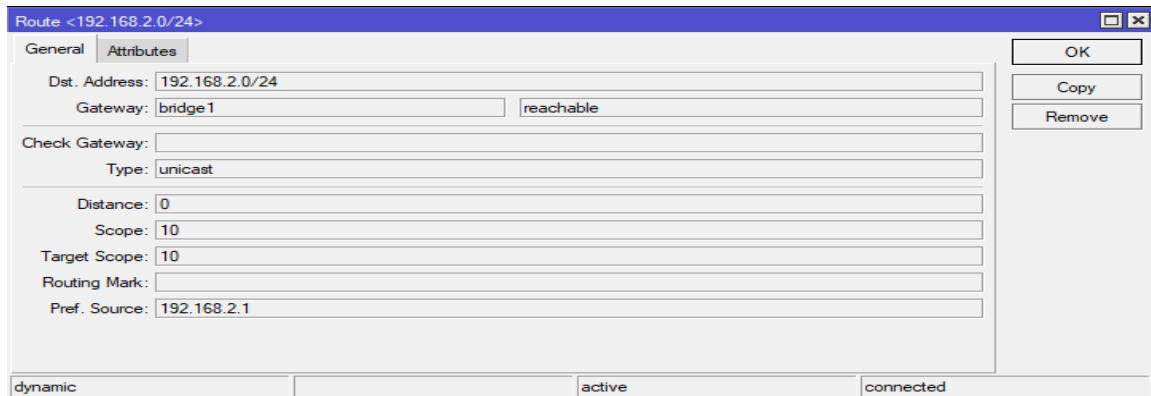 Route <192.168.2.0/24>
General Attributes
OK
Dst. Address: 192.168.2.0/24
Copy
Gateway: bridge1 reachable
Remove
Check Gateway:
Type: unicast
Distance: 0
Scope: 10
Target Scope: 10
Routing Mark:
Pref. Source: 192.168.2.1
dynamic active connected